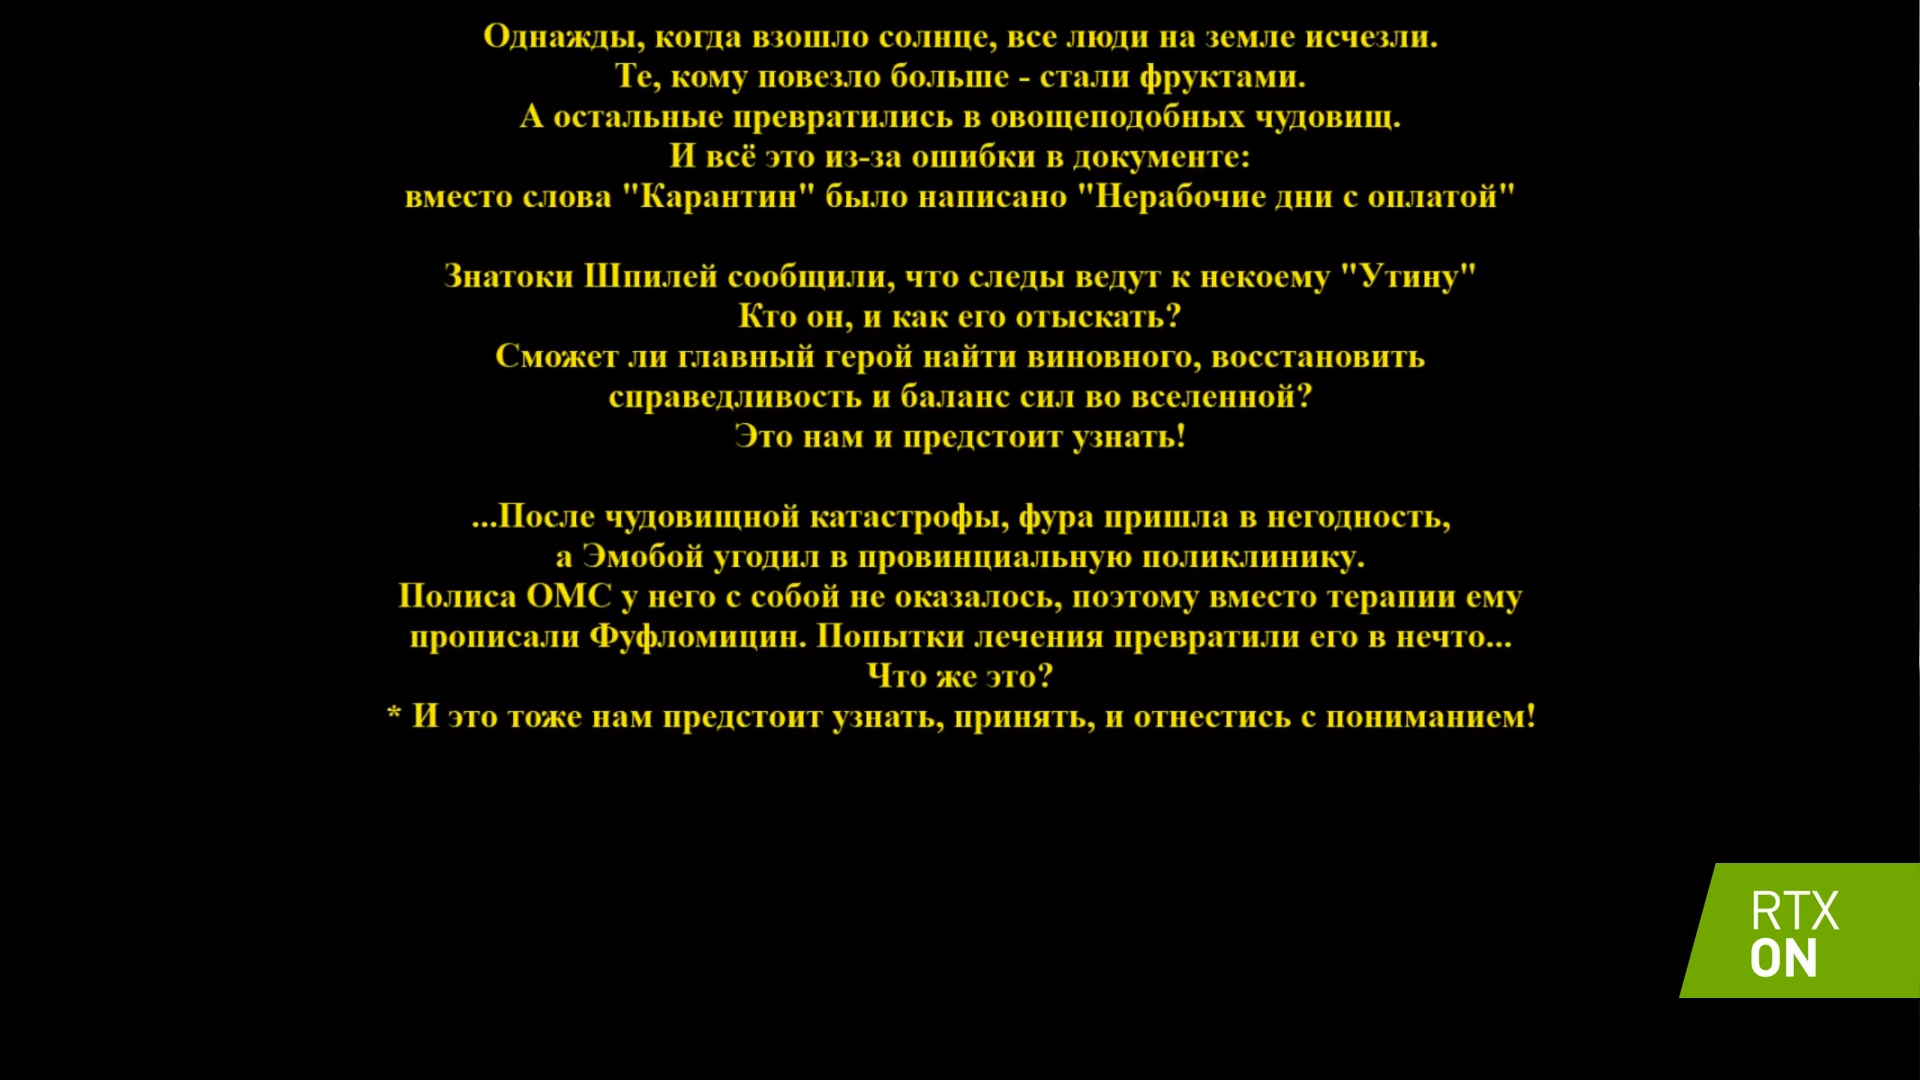 Однажды, когда взошло солнце, все люди на земле исчезли.
Те, кому повезло больше - стали фруктами.
А остальные превратились в овощеподобных чудовищ.
И всё это из-за ошибки в документе:
вместо слова "Карантин" было написано "Нерабочие дни с оплатой"
Знатоки Шпилей сообщили, что следы ведут к некоему "Утину"
Кто он, и как его отыскать?
Сможет ли главный герой найти виновного, восстановить
справедливость и баланс сил во вселенной?
Это нам и предстоит узнать!
...После чудовищной катастрофы, фура пришла в негодность,
а Эмобой угодил в провинциальную поликлинику.
Полиса ОМС у него с собой не оказалось, поэтому вместо терапии ему
прописали Фуфломицин. Попытки лечения превратили его в нечто...
Что же это?
* И это тоже нам предстоит узнать, принять, и отнестись с пониманием!
RTX
ON